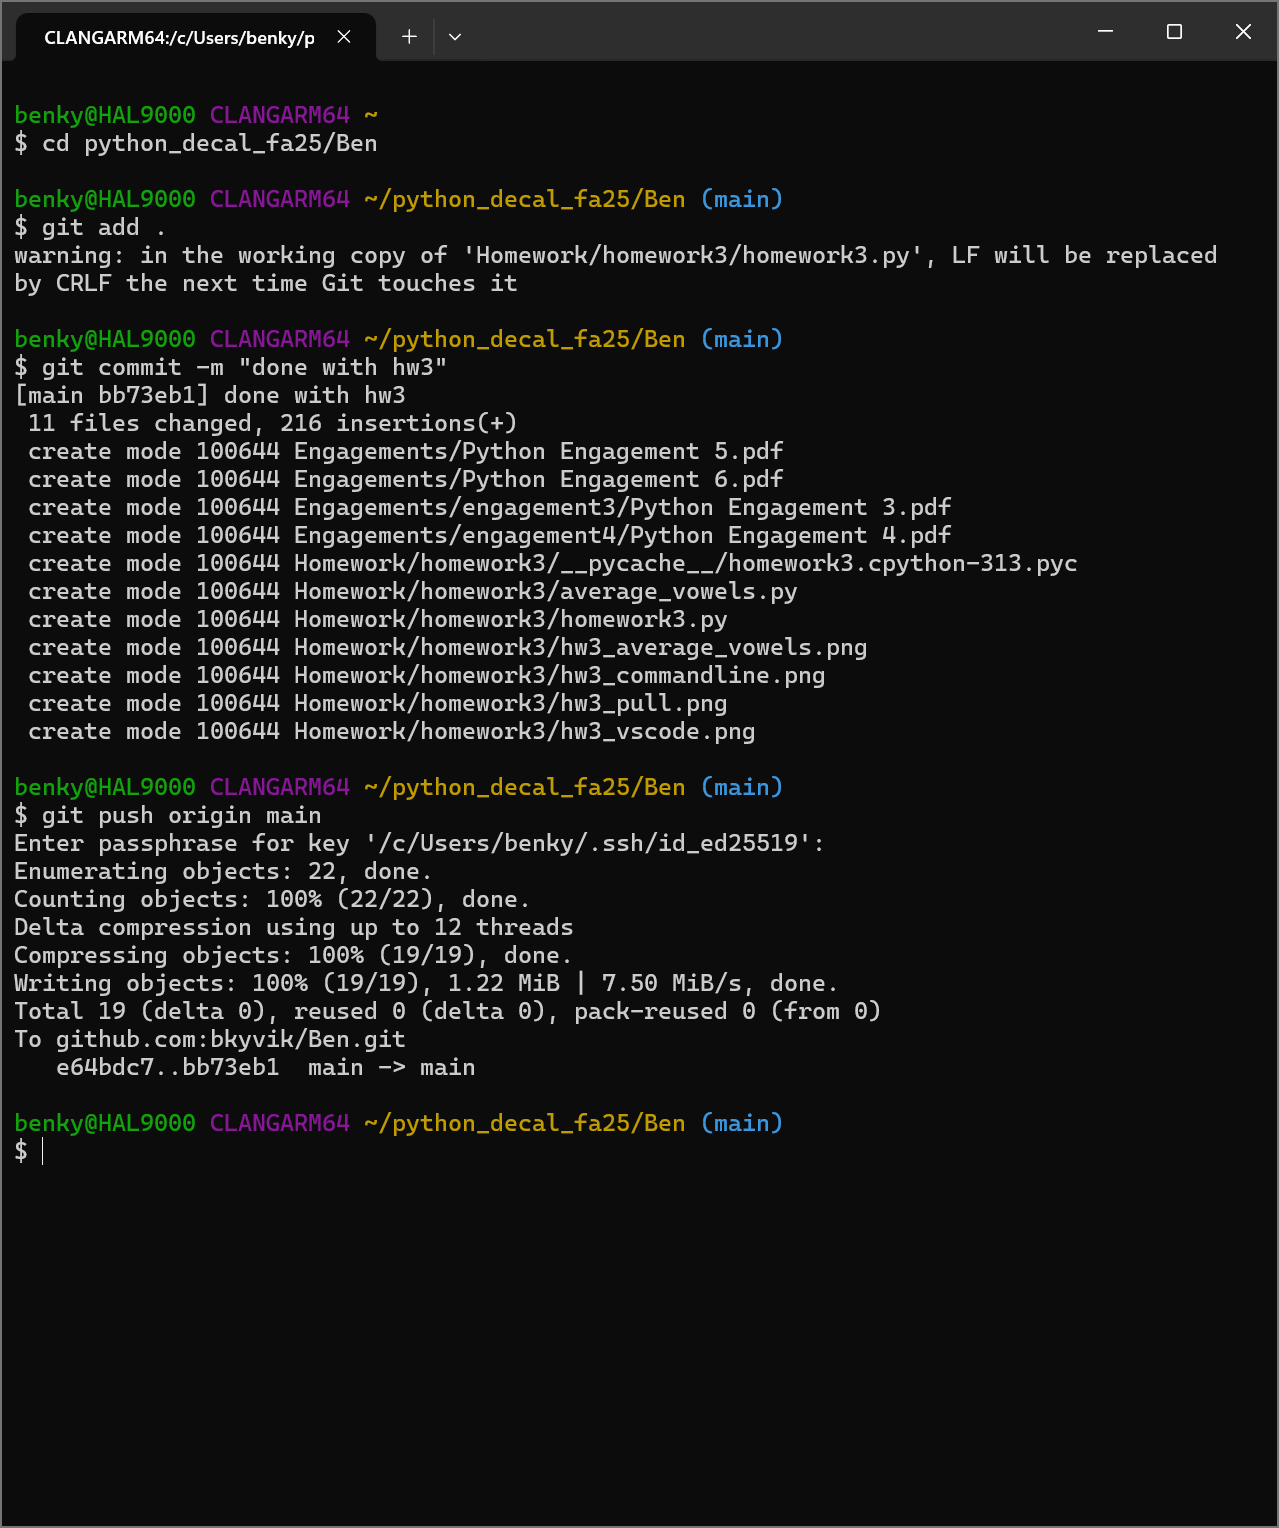 CLANGARM64:/c/Users/benky/p
benky@HAL9000 CLANGARM64 ~
$ cd python_decal_fa25/Ben
benky@HAL9000 CLANGARM64 ~/python_decal_fa25/Ben (main)
$ git add .
warning: in the working copy of 'Homework/homework3/homework3.py', LF will be replaced
by CRLF the next time Git touches it
benky@HAL9000 CLANGARM64 ~/python_decal_fa25/Ben (main)
$ git commit -m "done with hw3"
[main bb73eb1] done with hw3
 11 files changed, 216 insertions(+)
 create mode 100644 Engagements/Python Engagement 5.pdf
 create mode 100644 Engagements/Python Engagement 6.pdf
 create mode 100644 Engagements/engagement3/Python Engagement 3.pdf
 create mode 100644 Engagements/engagement4/Python Engagement 4.pdf
 create mode 100644 Homework/homework3/__pycache__/homework3.cpython-313.pyc
 create mode 100644 Homework/homework3/average_vowels.py
 create mode 100644 Homework/homework3/homework3.py
 create mode 100644 Homework/homework3/hw3_average_vowels.png
 create mode 100644 Homework/homework3/hw3_commandline.png
 create mode 100644 Homework/homework3/hw3_pull.png
 create mode 100644 Homework/homework3/hw3_vscode.png
benky@HAL9000 CLANGARM64 ~/python_decal_fa25/Ben (main)
$ git push origin main
Enter passphrase for key '/c/Users/benky/.ssh/id_ed25519':
Enumerating objects: 22, done.
Counting objects: 100% (22/22), done.
Delta compression using up to 12 threads
Compressing objects: 100% (19/19), done.
Writing objects: 100% (19/19), 1.22 MiB | 7.50 MiB/s, done.
Total 19 (delta 0), reused 0 (delta 0), pack-reused 0 (from 0)
To github.com:bkyvik/Ben.git
   e64bdc7..bb73eb1  main -> main
benky@HAL9000 CLANGARM64 ~/python_decal_fa25/Ben (main)
$